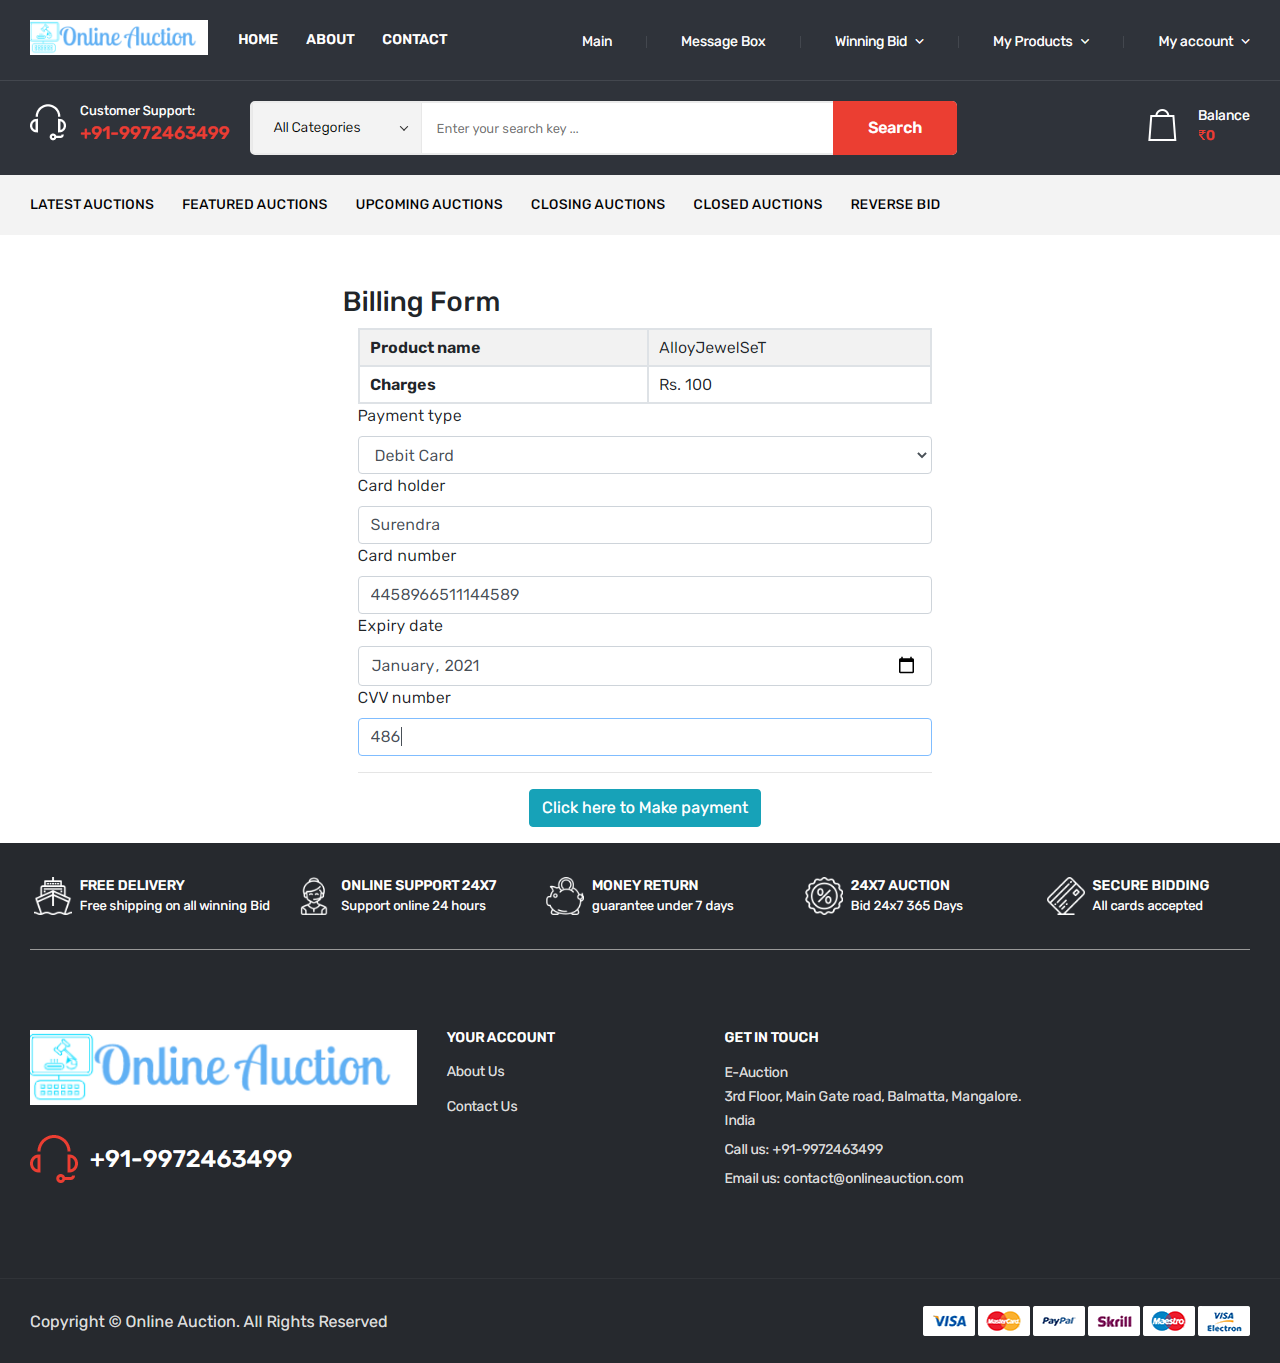 Online Auction
HOME ABOUT CONTACT
Main Message Box Winning Bid My Products My account
Customer Support:
+91-9972463499
All Categories Enter your search key ... Search
Balance
₹0
LATEST AUCTIONS FEATURED AUCTIONS UPCOMING AUCTIONS CLOSING AUCTIONS CLOSED AUCTIONS REVERSE BID
Billing Form
Product name AlloyJewelSeT
Charges Rs. 100
Payment type
Debit Card
Card holder
Surendra
Card number
4458966511144589
Expiry date
January, 2021
CVV number
486
Click here to Make payment
FREE DELIVERY
Free shipping on all winning Bid
ONLINE SUPPORT 24X7
Support online 24 hours
MONEY RETURN
guarantee under 7 days
24X7 AUCTION
Bid 24x7 365 Days
SECURE BIDDING
All cards accepted
Online Auction
+91-9972463499
YOUR ACCOUNT
About Us
Contact Us
GET IN TOUCH
E-Auction
3rd Floor, Main Gate road, Balmatta, Mangalore.
India
Call us: +91-9972463499
Email us: contact@onlineauction.com
Copyright © Online Auction. All Rights Reserved
VISA MasterCard PayPal Skrill Maestro VISA Electron